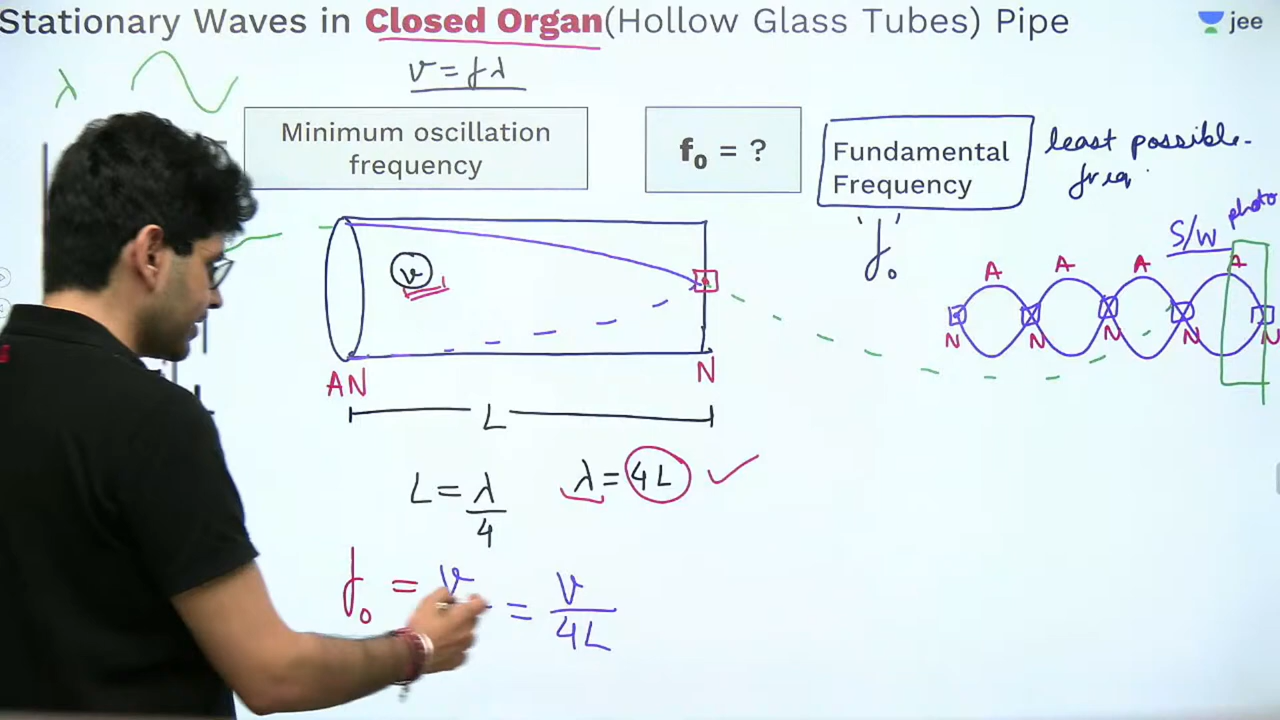 Stationary Waves in Closed Organ(Hollow Glass Tubes) Pipe
jee
v = fλ
λ
Minimum oscillation
frequency
f₀ = ?
Fundamental
Frequency
least possible
freq
'f₀'
S/W
photo
v
A A A A
N N N N N
AN N
L
L = λ/4
λ = 4L
f₀ = v = v/4L